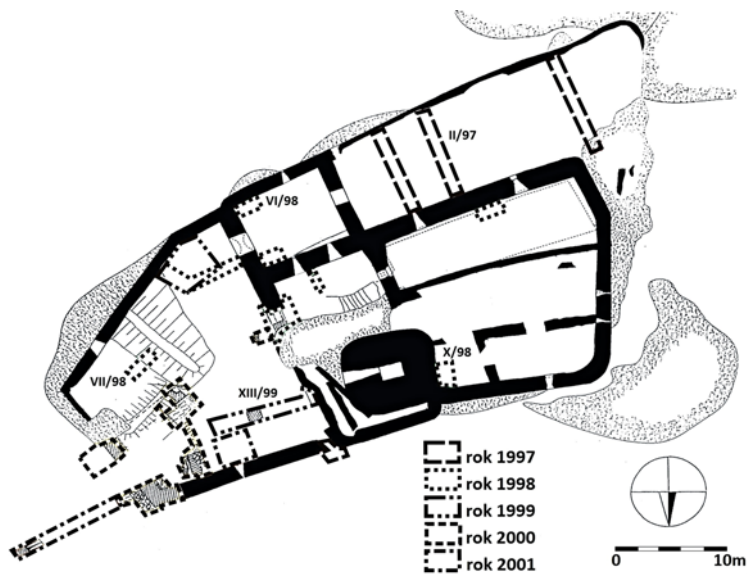 II/97
VI/98
VII/98
XIII/99
X/98
rok 1997
rok 1998
rok 1999
rok 2000
rok 2001
0 10m